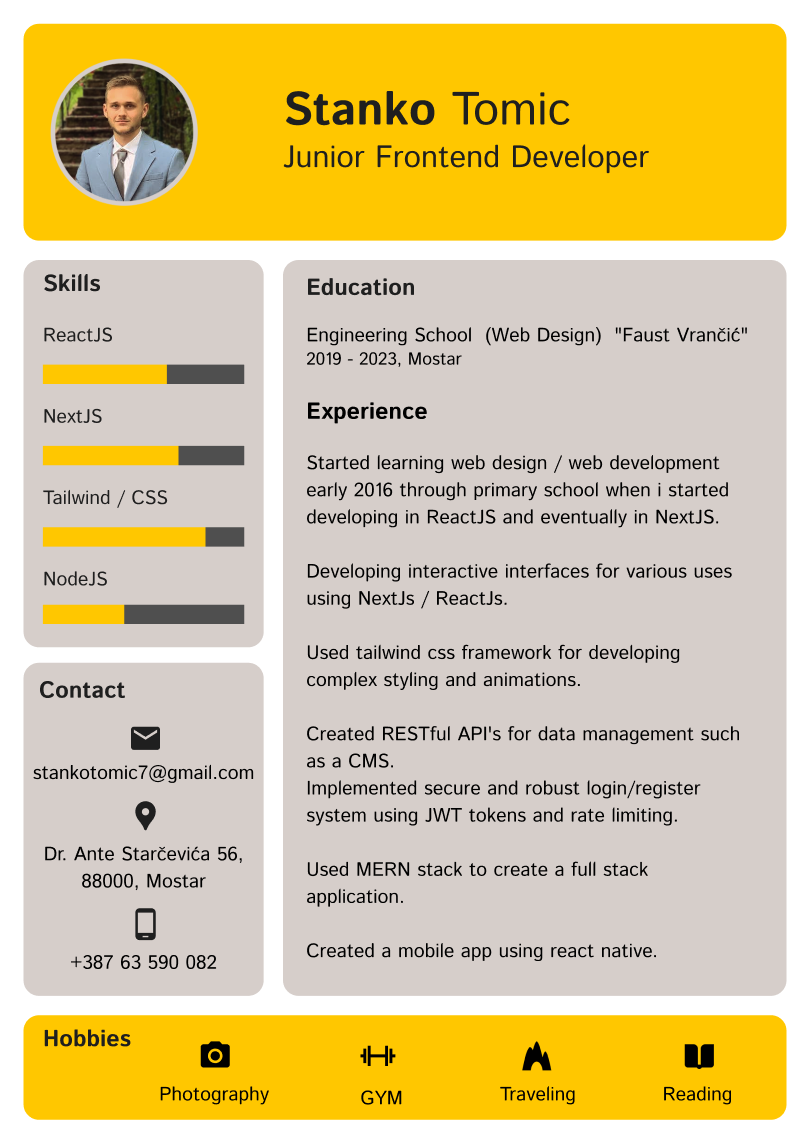 Stanko Tomic
Junior Frontend Developer
Skills
ReactJS
NextJS
Tailwind / CSS
NodeJS
Contact
stankotomic7@gmail.com
Dr. Ante Starčevića 56,
88000, Mostar
+387 63 590 082
Education
Engineering School (Web Design) "Faust Vrančić"
2019 - 2023, Mostar
Experience
Started learning web design / web development
early 2016 through primary school when i started
developing in ReactJS and eventually in NextJS.
Developing interactive interfaces for various uses
using NextJs / ReactJs.
Used tailwind css framework for developing
complex styling and animations.
Created RESTful API's for data management such
as a CMS.
Implemented secure and robust login/register
system using JWT tokens and rate limiting.
Used MERN stack to create a full stack
application.
Created a mobile app using react native.
Hobbies
Photography
GYM
Traveling
Reading